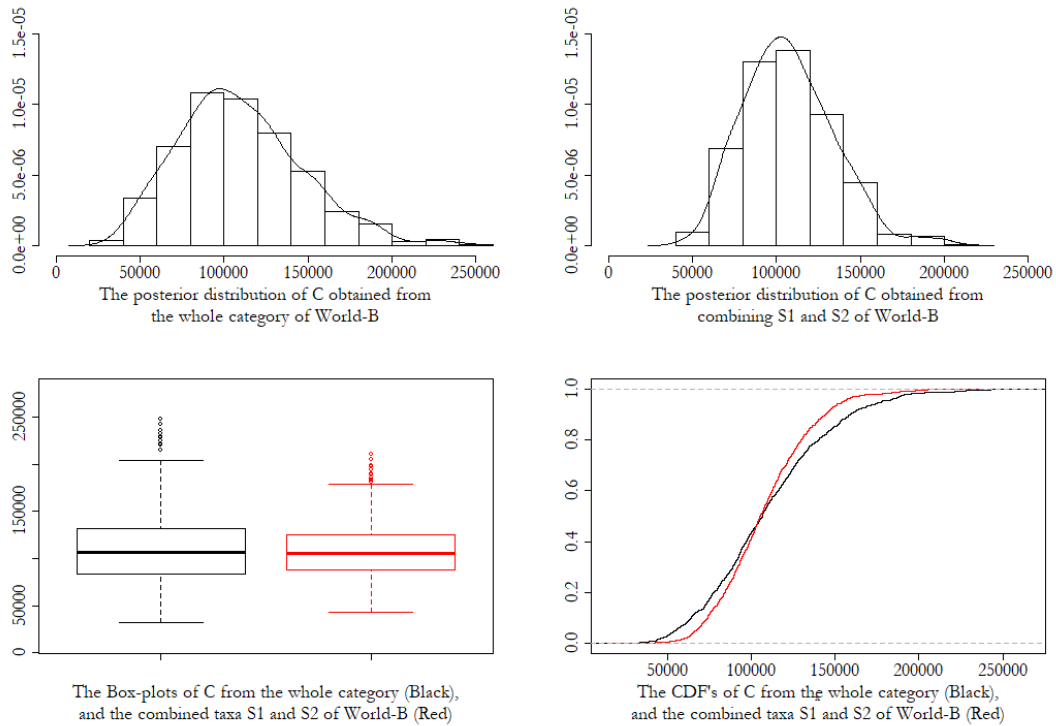 1.5e-05
1.0e-05
5.0e-06
0.0e+00
0 50000 100000 150000 200000 250000
The posterior distribution of C obtained from
the whole category of World-B
1.5e-05
1.0e-05
5.0e-06
0.0e+00
0 50000 100000 150000 200000 250000
The posterior distribution of C obtained from
combining S1 and S2 of World-B
250000
150000
50000
0
The Box-plots of C from the whole category (Black),
and the combined taxa S1 and S2 of World-B (Red)
1.0
0.8
0.6
0.4
0.2
0.0
50000 100000 150000 200000 250000
The CDF's of C from the whole category (Black),
and the combined taxa S1 and S2 of World-B (Red)